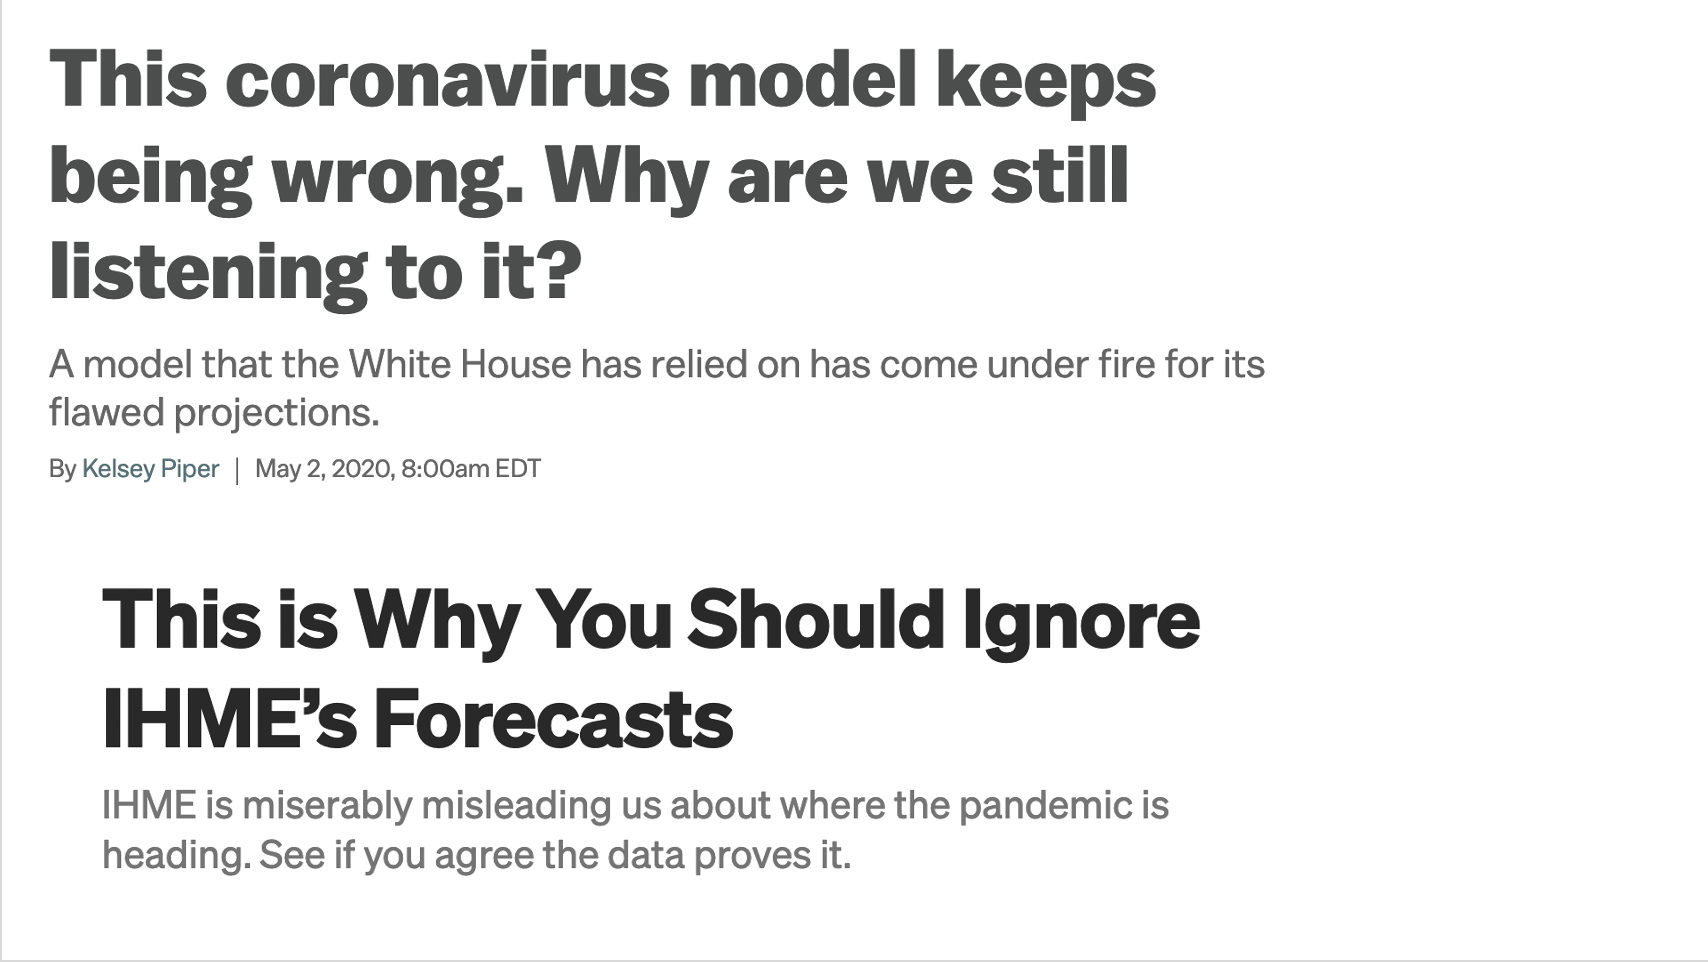 This coronavirus model keeps
being wrong. Why are we still
listening to it?
A model that the White House has relied on has come under fire for its
flawed projections.
By Kelsey Piper | May 2, 2020, 8:00am EDT
This is Why You Should Ignore
IHME’s Forecasts
IHME is miserably misleading us about where the pandemic is
heading. See if you agree the data proves it.